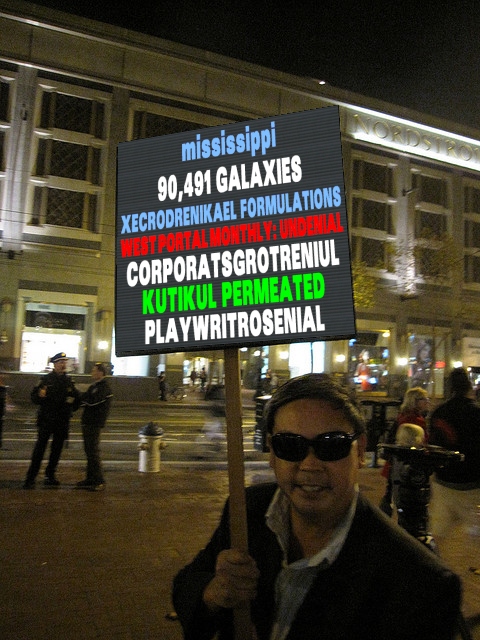 mississippi
90,491 GALAXIES
XECRODRENIKAEL FORMULATIONS
WEST PORTAL MONTHLY: UNDENIAL
CORPORATSGROTRENIUL
KUTIKUL PERMEATED
PLAYWRITROSENIAL
NORDSTROM